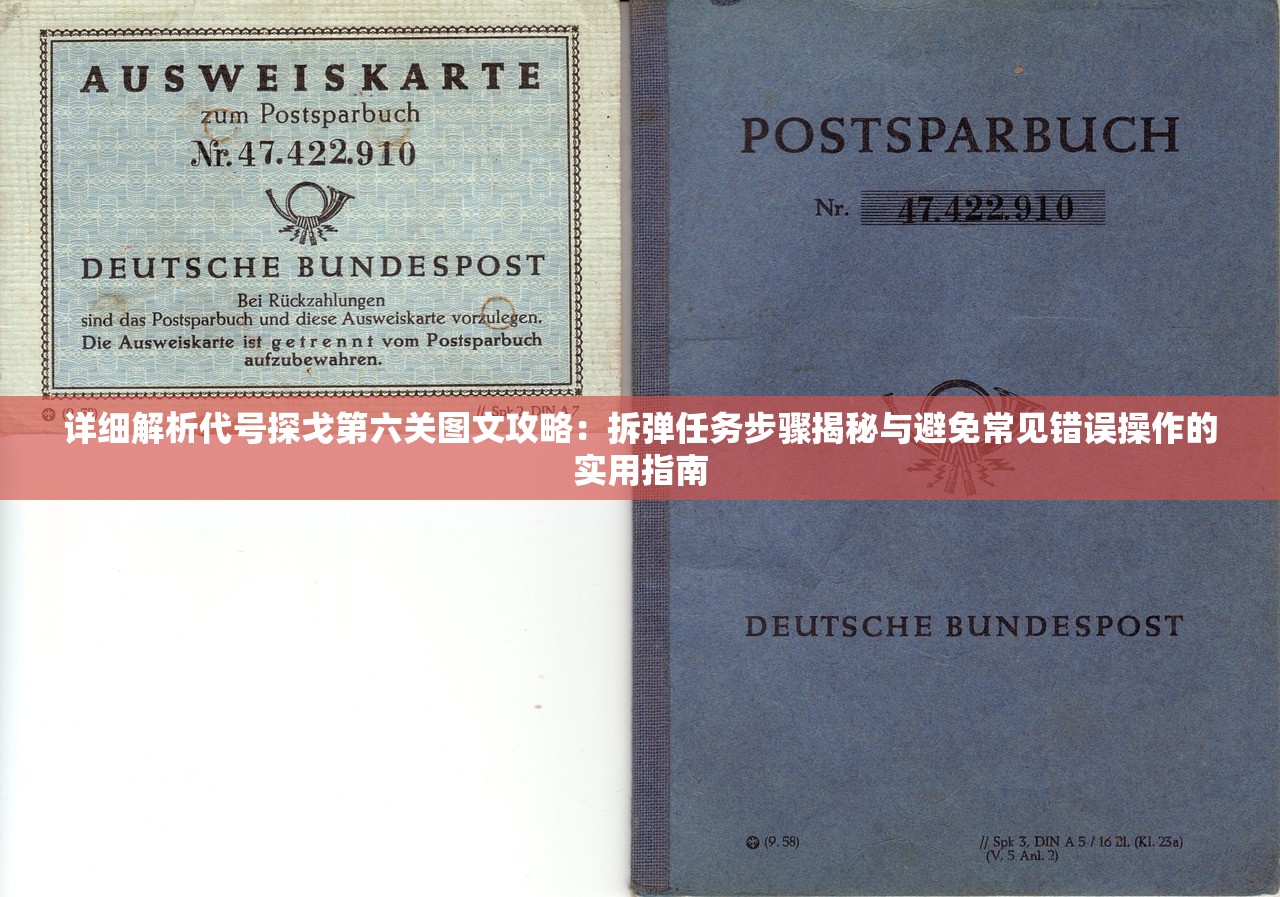 AUSWEISKARTE
zum Postsparbuch
Nr. 47.422.910
DEUTSCHE BUNDESPOST
Bei Rückzahlungen
sind das Postsparbuch und diese Ausweiskarte vorzulegen.
Die Ausweiskarte ist getrennt vom Postsparbuch
aufzubewahren.
POSTSPARBUCH
Nr. 47.422.910
详细解析代号探戈第六关图文攻略：拆弹任务步骤揭秘与避免常见错误操作的
实用指南
DEUTSCHE BUNDESPOST
(9.58)
// Spk 3, DIN A 5 / 16 Bl. (Kl. 23a)
(V, 5 Anl. 2)